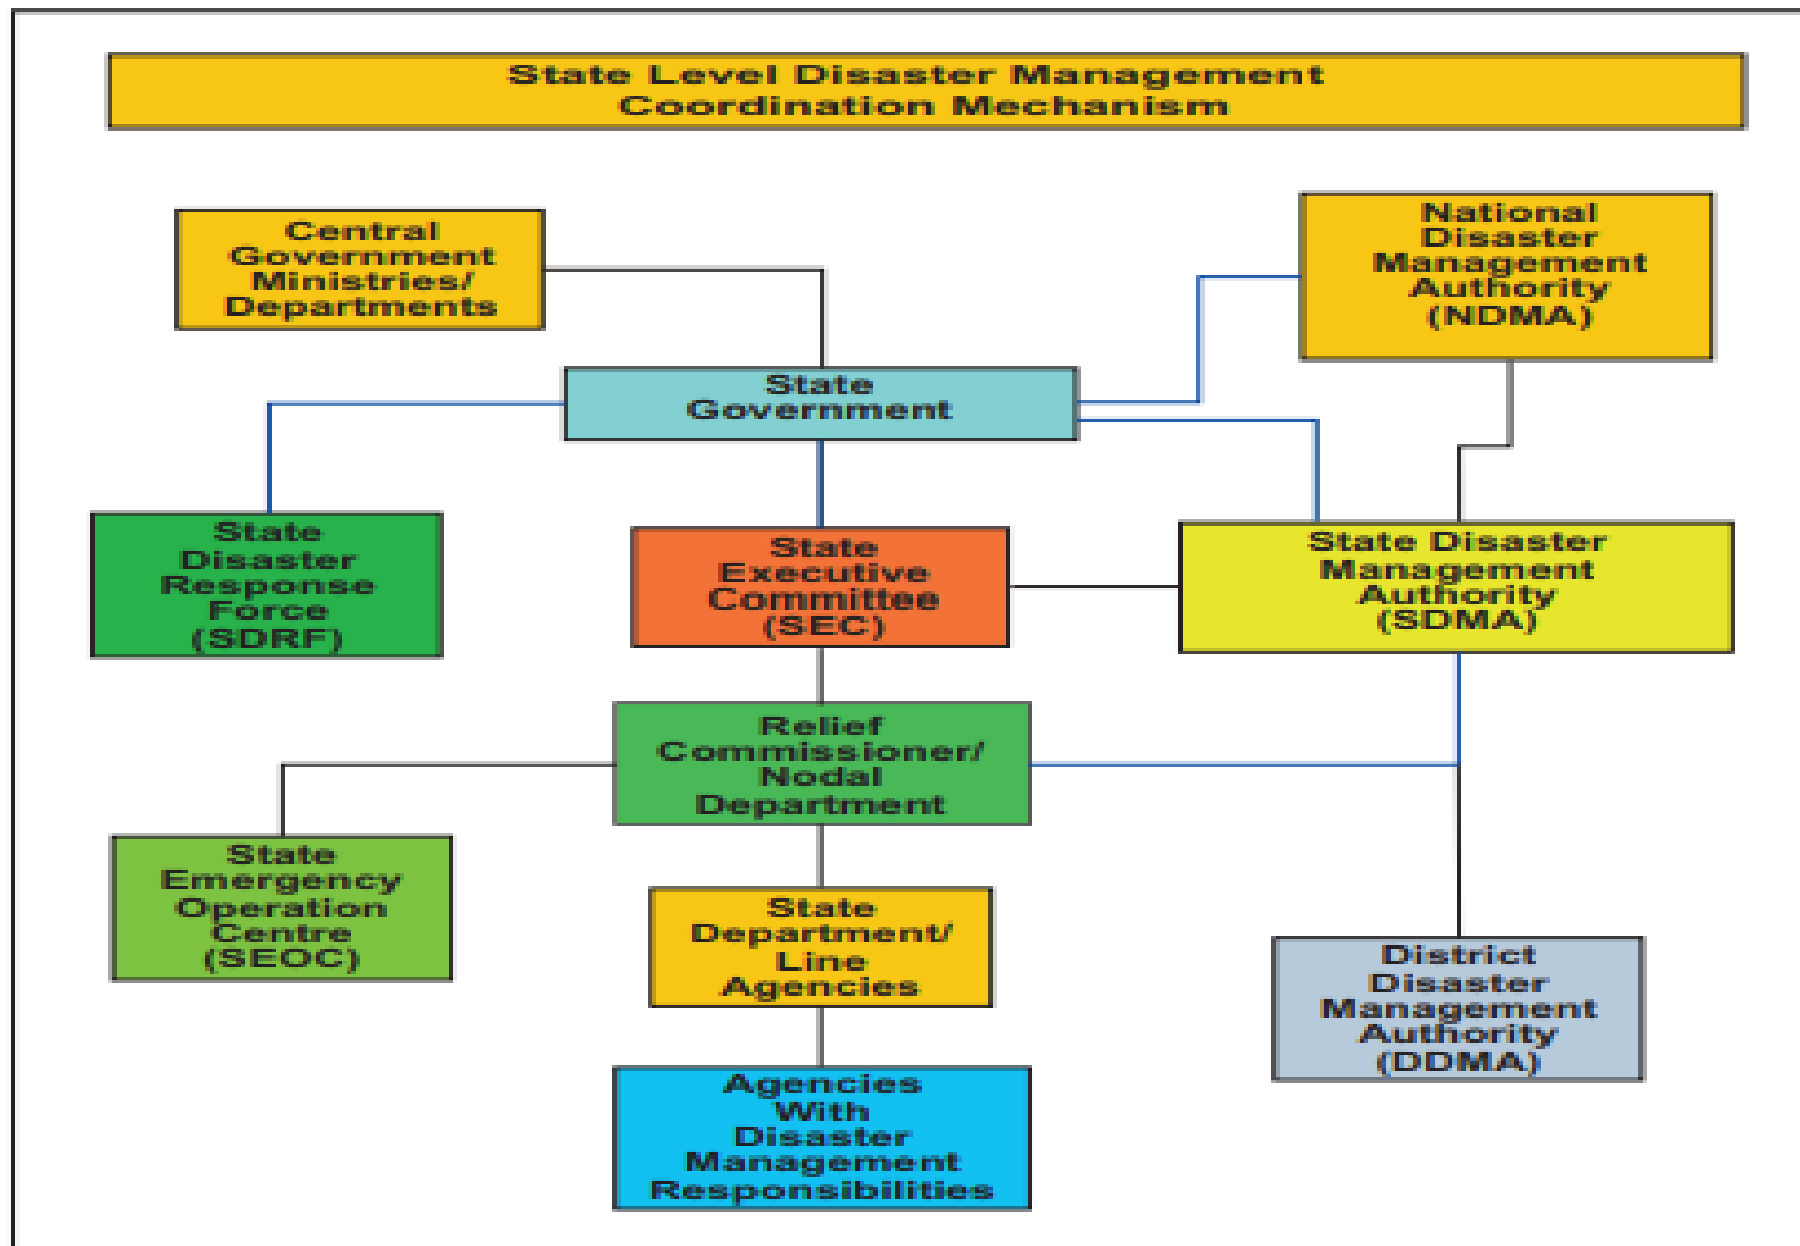 State Level Disaster Management
Coordination Mechanism
Central
Government
Ministries/
Departments
National
Disaster
Management
Authority
(NDMA)
State
Government
State
Disaster
Response
Force
(SDRF)
State
Executive
Committee
(SEC)
State Disaster
Management
Authority
(SDMA)
Relief
Commissioner/
Nodal
Department
State
Emergency
Operation
Centre
(SEOC)
State
Department/
Line
Agencies
District
Disaster
Management
Authority
(DDMA)
Agencies
With
Disaster
Management
Responsibilities